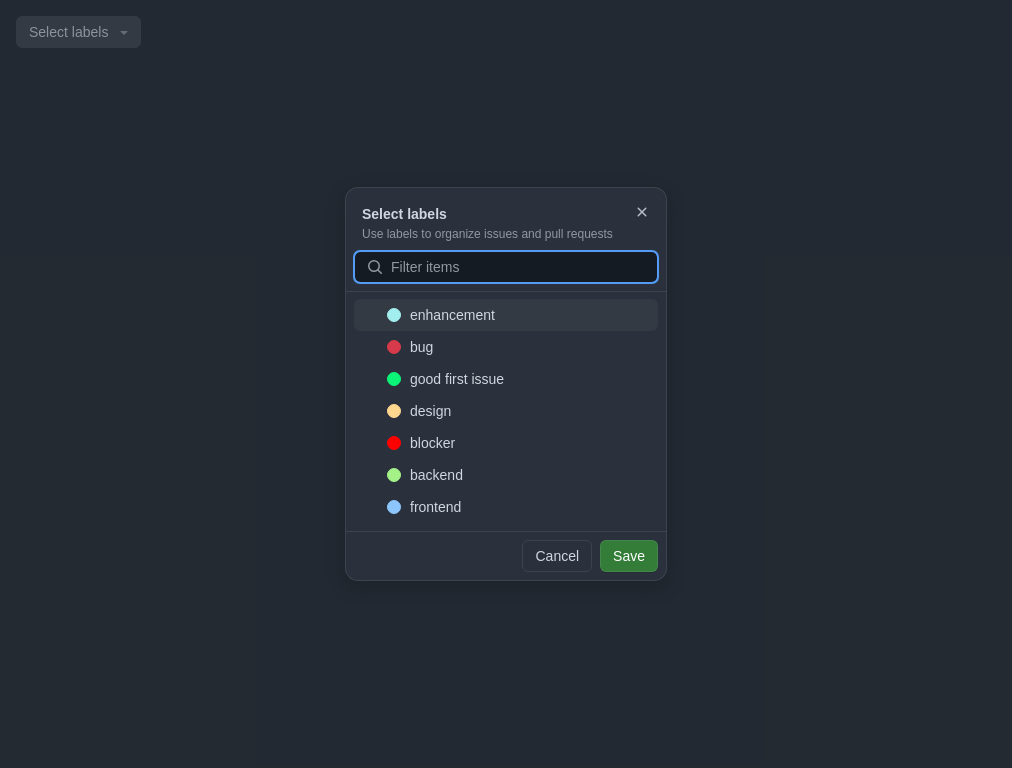 Select labels
Select labels
Use labels to organize issues and pull requests
Filter items
enhancement
bug
good first issue
design
blocker
backend
frontend
Cancel Save